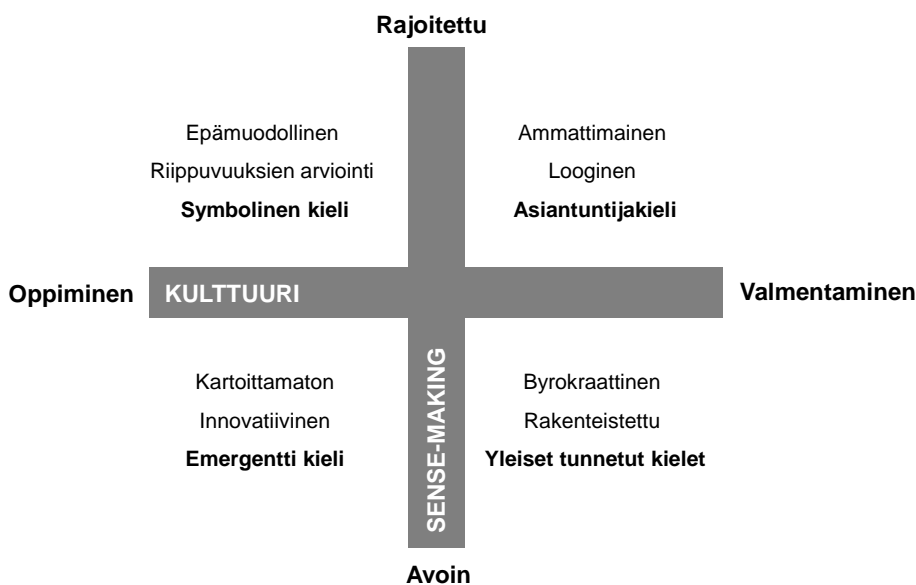 Rajoitettu
Epämuodollinen
Riippuvuuksien arviointi
Symbolinen kieli
Ammattimainen
Looginen
Asiantuntijakieli
Oppiminen
KULTTUURI
Valmentaminen
Kartoittamaton
Innovatiivinen
Emergentti kieli
SENSE-MAKING
Byrokraattinen
Rakenteistettu
Yleiset tunnetut kielet
Avoin